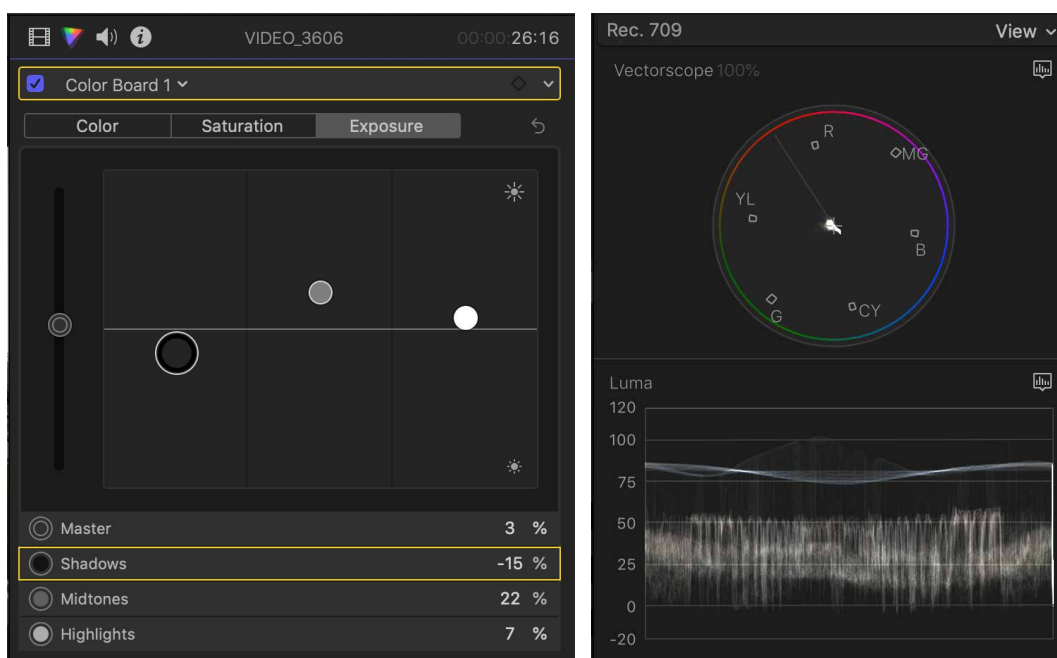 VIDEO_3606 00:00:26:16
Color Board 1
Color Saturation Exposure
Master 3 %
Shadows -15 %
Midtones 22 %
Highlights 7 %
Rec. 709 View
Vectorscope 100%
R
MG
YL
B
CY
G
Luma
120
100
75
50
25
0
-20